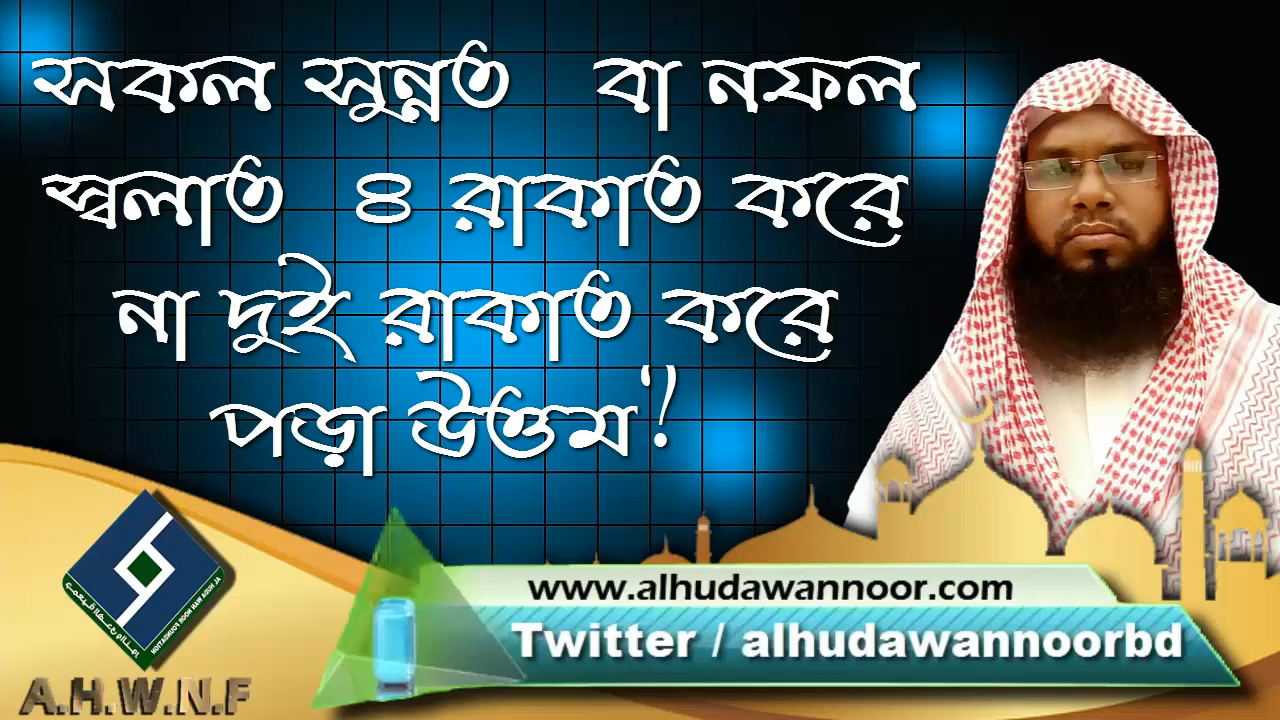 সকল সুন্নত বা নফল
স্বলাত ৪ রাকাত করে
না দুই রাকাত করে
পড়া উত্তম?
www.alhudawannoor.com
Twitter / alhudawannoorbd
A.H.W.N.F